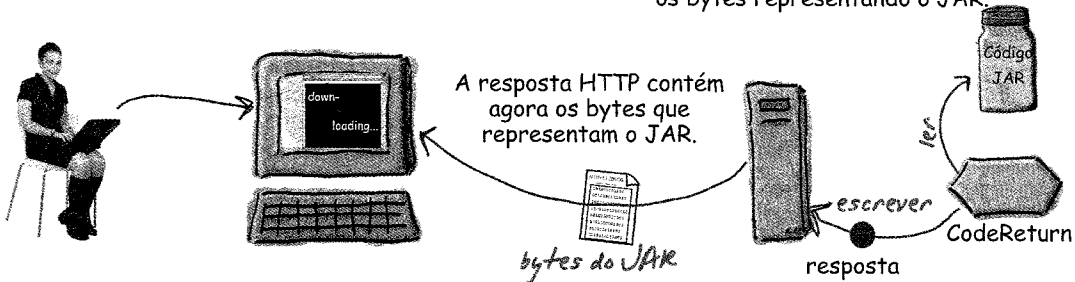 os bytes representando o JAR.
Código
JAR
A resposta HTTP contém
agora os bytes que
representam o JAR.
down-
loading...
ler
escrever
CodeReturn
bytes do JAR
resposta